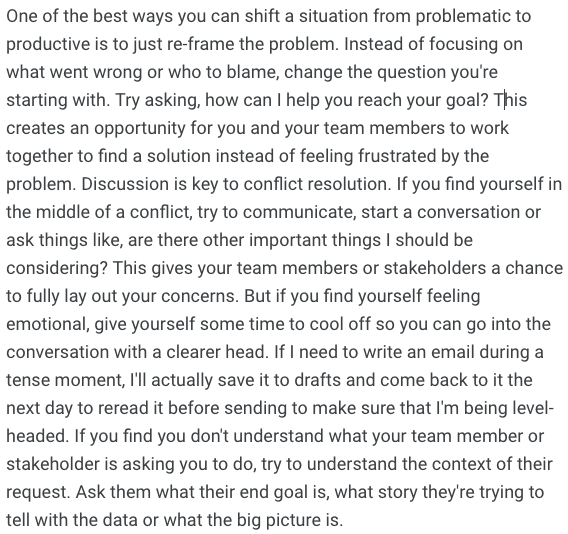 One of the best ways you can shift a situation from problematic to
productive is to just re-frame the problem. Instead of focusing on
what went wrong or who to blame, change the question you're
starting with. Try asking, how can I help you reach your goal? This
creates an opportunity for you and your team members to work
together to find a solution instead of feeling frustrated by the
problem. Discussion is key to conflict resolution. If you find yourself in
the middle of a conflict, try to communicate, start a conversation or
ask things like, are there other important things I should be
considering? This gives your team members or stakeholders a chance
to fully lay out your concerns. But if you find yourself feeling
emotional, give yourself some time to cool off so you can go into the
conversation with a clearer head. If I need to write an email during a
tense moment, I'll actually save it to drafts and come back to it the
next day to reread it before sending to make sure that I'm being level-
headed. If you find you don't understand what your team member or
stakeholder is asking you to do, try to understand the context of their
request. Ask them what their end goal is, what story they're trying to
tell with the data or what the big picture is.